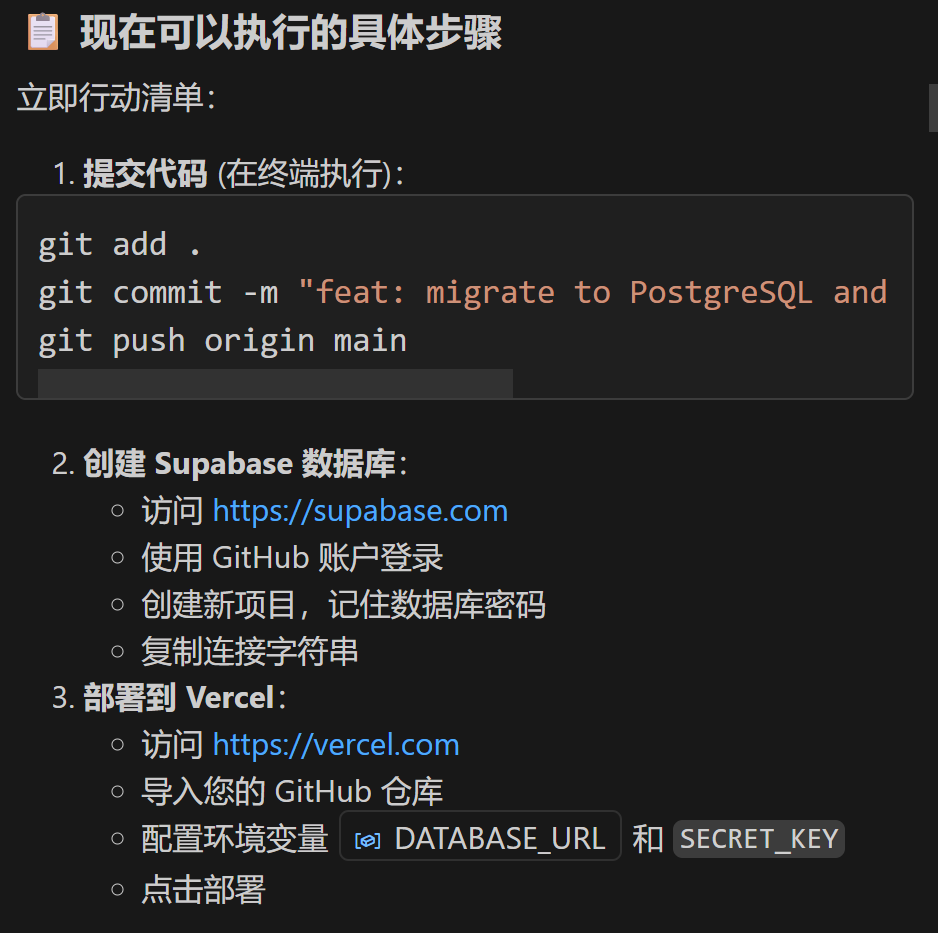 📋 现在可以执行的具体步骤
立即行动清单：
1. 提交代码 (在终端执行)：
git add .
git commit -m "feat: migrate to PostgreSQL and
git push origin main
2. 创建 Supabase 数据库：
○ 访问 https://supabase.com
○ 使用 GitHub 账户登录
○ 创建新项目，记住数据库密码
○ 复制连接字符串
3. 部署到 Vercel：
○ 访问 https://vercel.com
○ 导入您的 GitHub 仓库
○ 配置环境变量 DATABASE_URL 和 SECRET_KEY
○ 点击部署